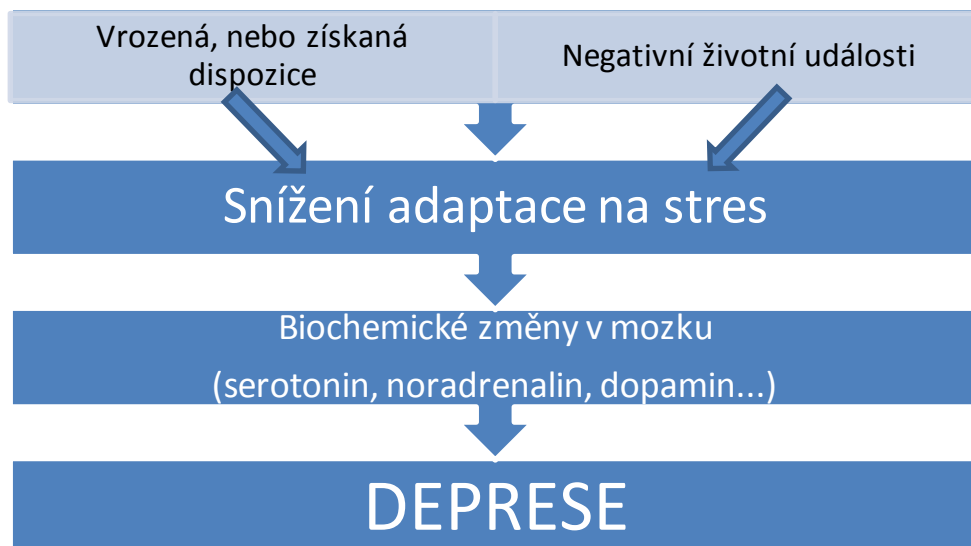 Vrozená, nebo získaná
dispozice
Negativní životní události
Snížení adaptace na stres
Biochemické změny v mozku
(serotonin, noradrenalin, dopamin...)
DEPRESE